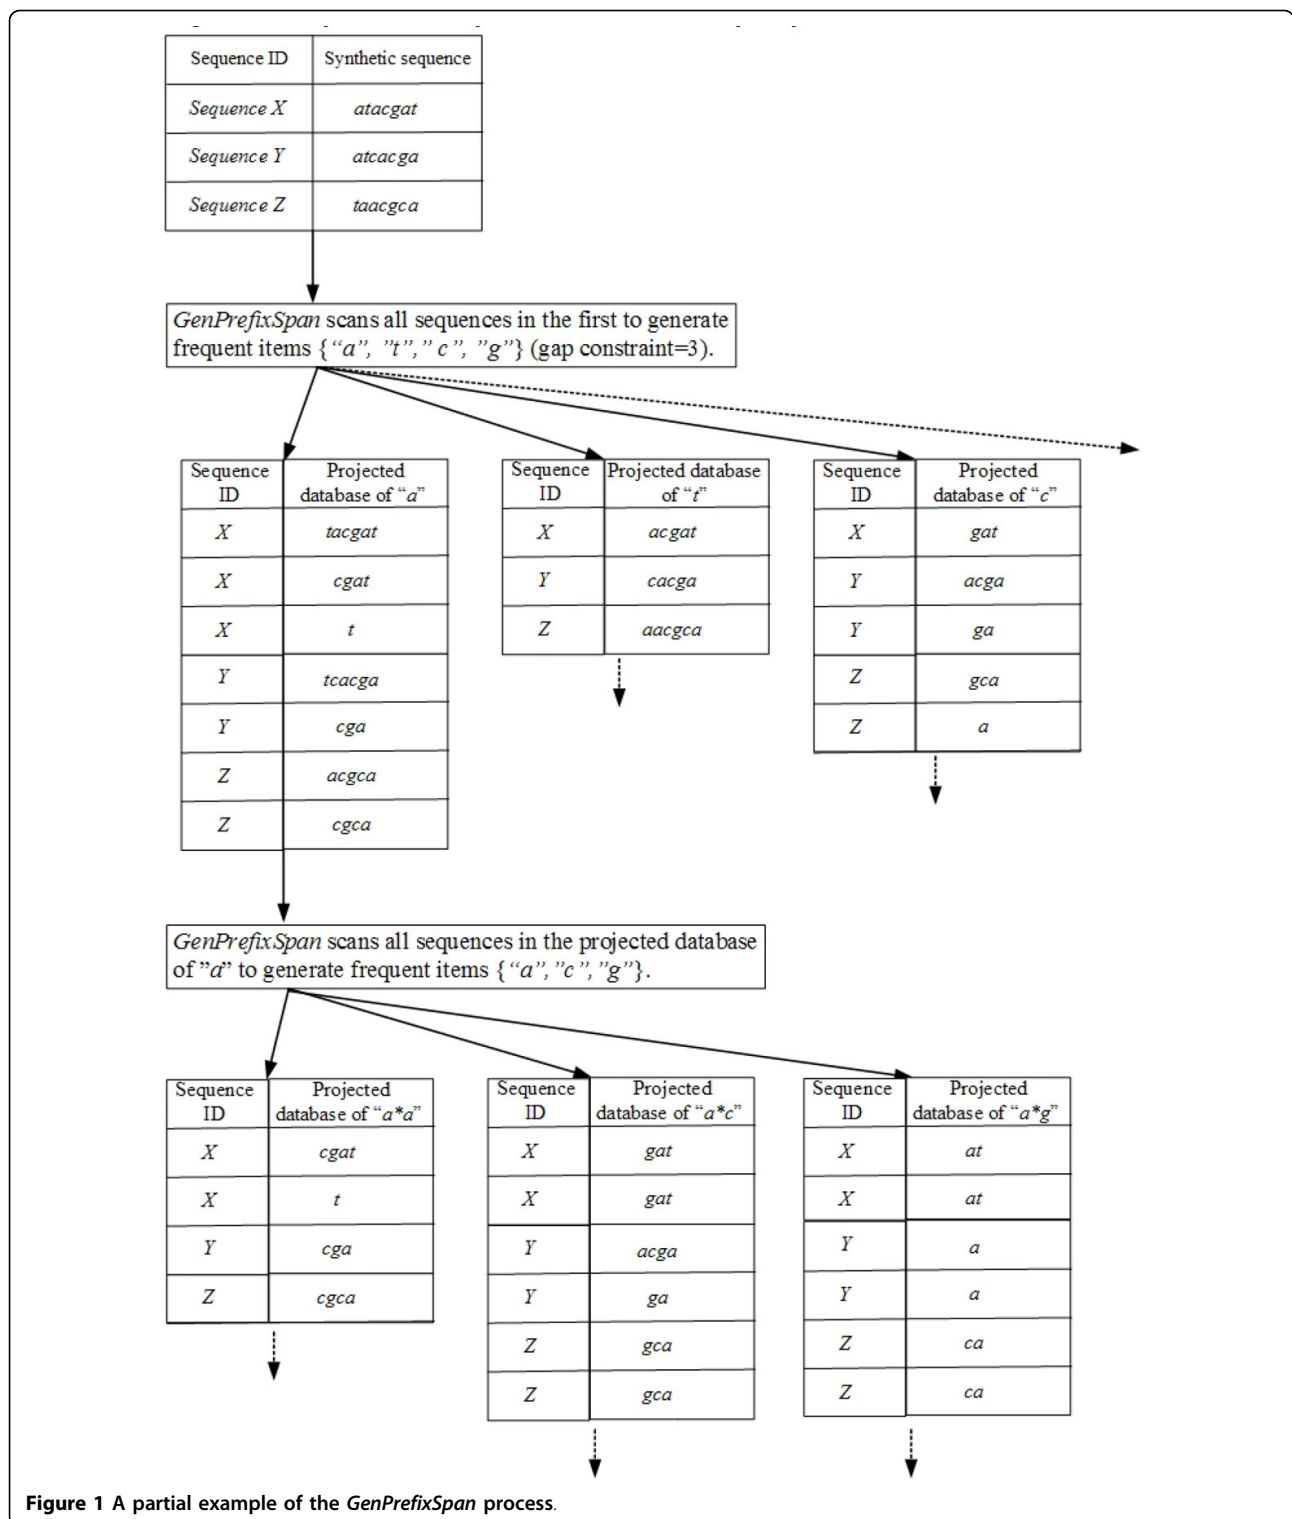 Sequence ID Synthetic sequence
Sequence X atacgat
Sequence Y atcacga
Sequence Z taacgca
GenPrefixSpan scans all sequences in the first to generate
frequent items {“a”, ”t”,” c”, ”g”} (gap constraint=3).
Sequence Projected
ID database of “a”
X tacgat
X cgat
X t
Y tcacga
Y cga
Z acgca
Z cgca
Sequence Projected database
ID of “t”
X acgat
Y cacga
Z aacgca
Sequence Projected
ID database of “c”
X gat
Y acga
Y ga
Z gca
Z a
GenPrefixSpan scans all sequences in the projected database
of ”a” to generate frequent items {“a”, ”c”, ”g”}.
Sequence Projected
ID database of “a*a”
X cgat
X t
Y cga
Z cgca
Sequence Projected
ID database of “a*c”
X gat
X gat
Y acga
Y ga
Z gca
Z gca
Sequence Projected
ID database of “a*g”
X at
X at
Y a
Y a
Z ca
Z ca
Figure 1 A partial example of the GenPrefixSpan process.